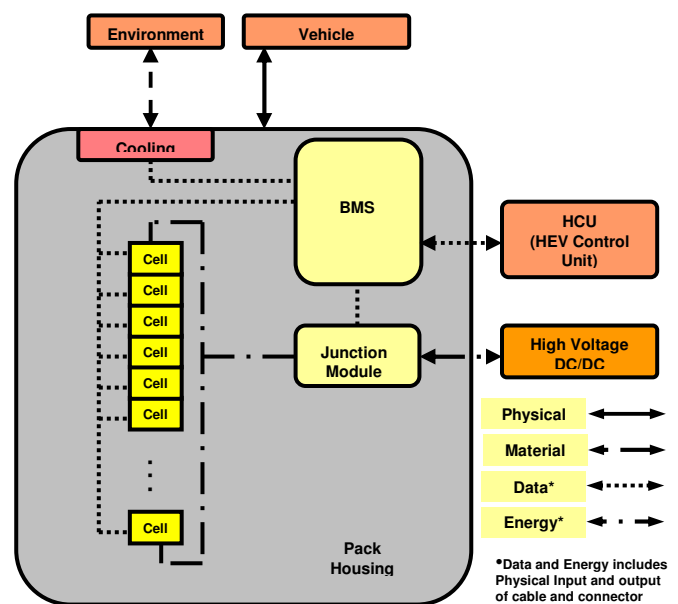 Environment
Vehicle
Cooling
BMS
HCU
(HEV Control
Unit)
Cell
Cell
Cell
Cell
Cell
Cell
Cell
Junction
Module
High Voltage
DC/DC
Physical
Material
Data*
Energy*
Pack
Housing
•Data and Energy includes
Physical Input and output
of cable and connector